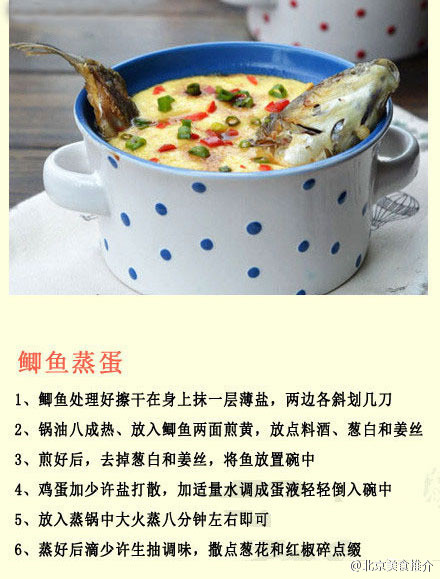 鲫鱼蒸蛋
1、鲫鱼处理好擦干在身上抹一层薄盐，两边各斜划几刀
2、锅油八成热、放入鲫鱼两面煎黄，放点料酒、葱白和姜丝
3、煎好后，去掉葱白和姜丝，将鱼放置碗中
4、鸡蛋加少许盐打散，加适量水调成蛋液轻轻倒入碗中
5、放入蒸锅中大火蒸八分钟左右即可
6、蒸好后滴少许生抽调味，撒点葱花和红椒碎点缀
@北京美食推介